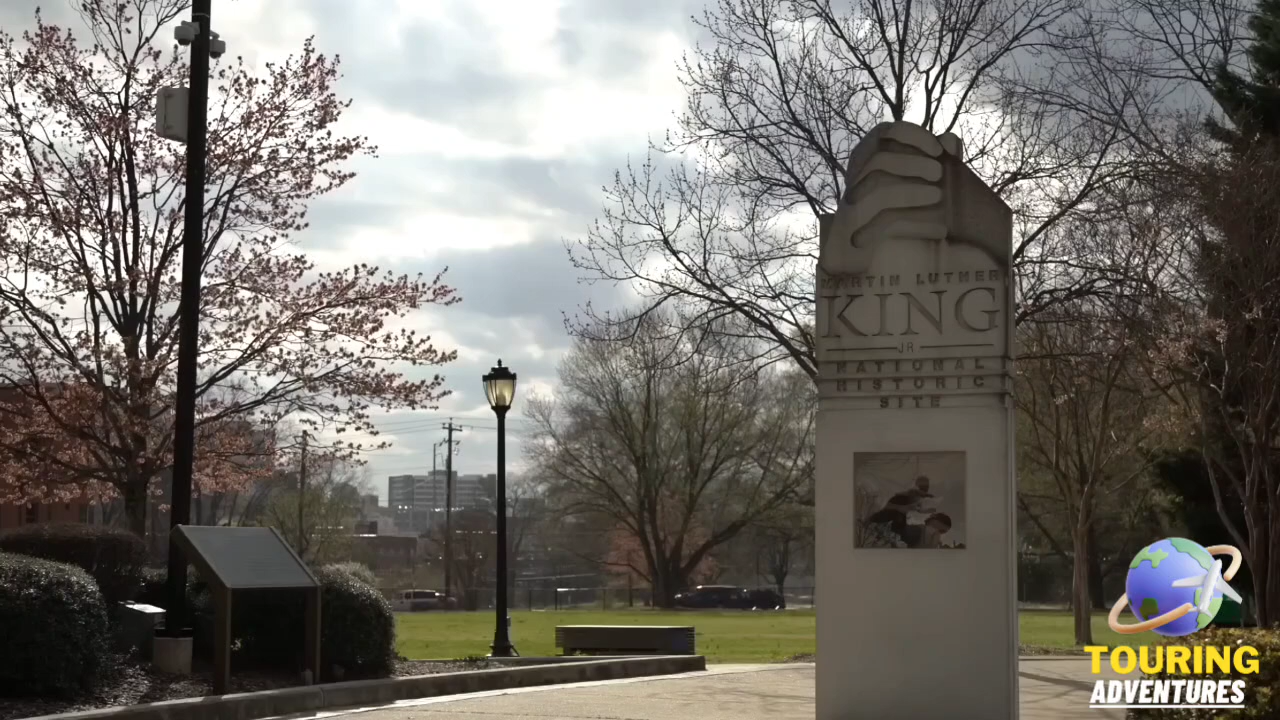 MARTIN LUTHER
KING
JR
NATIONAL
HISTORIC
SITE
TOURING
ADVENTURES